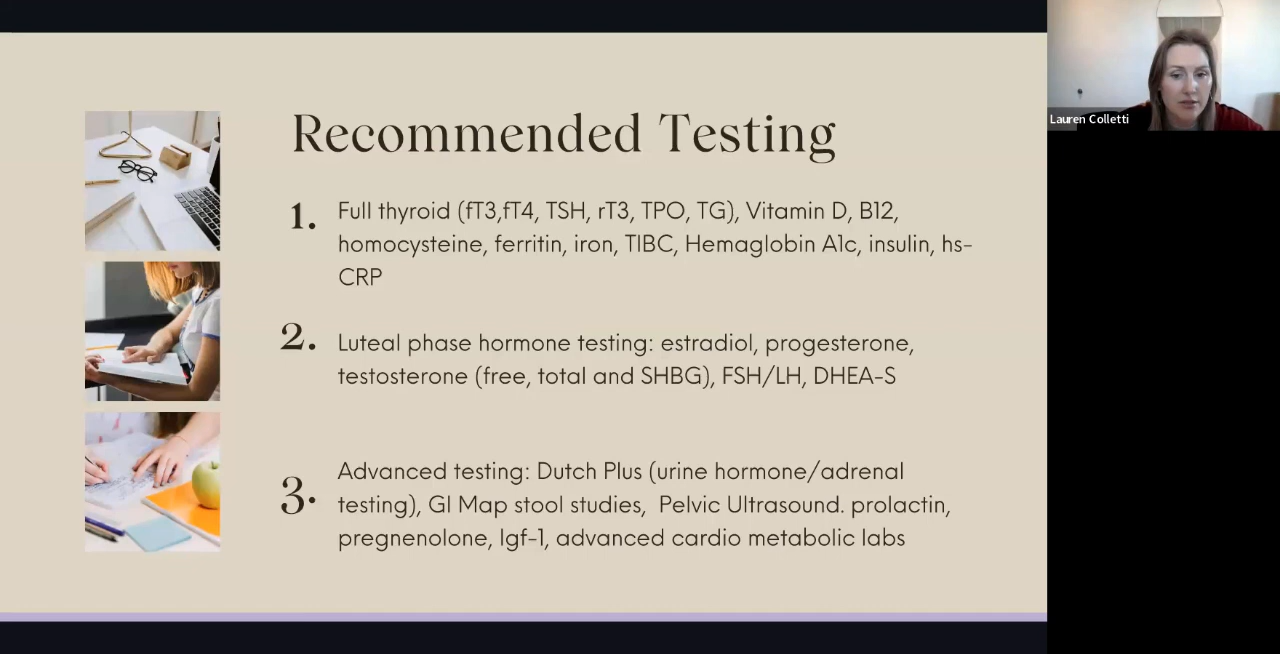 Recommended Testing
1. Full thyroid (fT3,fT4, TSH, rT3, TPO, TG), Vitamin D, B12,
homocysteine, ferritin, iron, TIBC, Hemaglobin A1c, insulin, hs-
CRP
2. Luteal phase hormone testing: estradiol, progesterone,
testosterone (free, total and SHBG), FSH/LH, DHEA-S
3. Advanced testing: Dutch Plus (urine hormone/adrenal
testing), GI Map stool studies,  Pelvic Ultrasound. prolactin,
pregnenolone, Igf-1, advanced cardio metabolic labs
Lauren Colletti